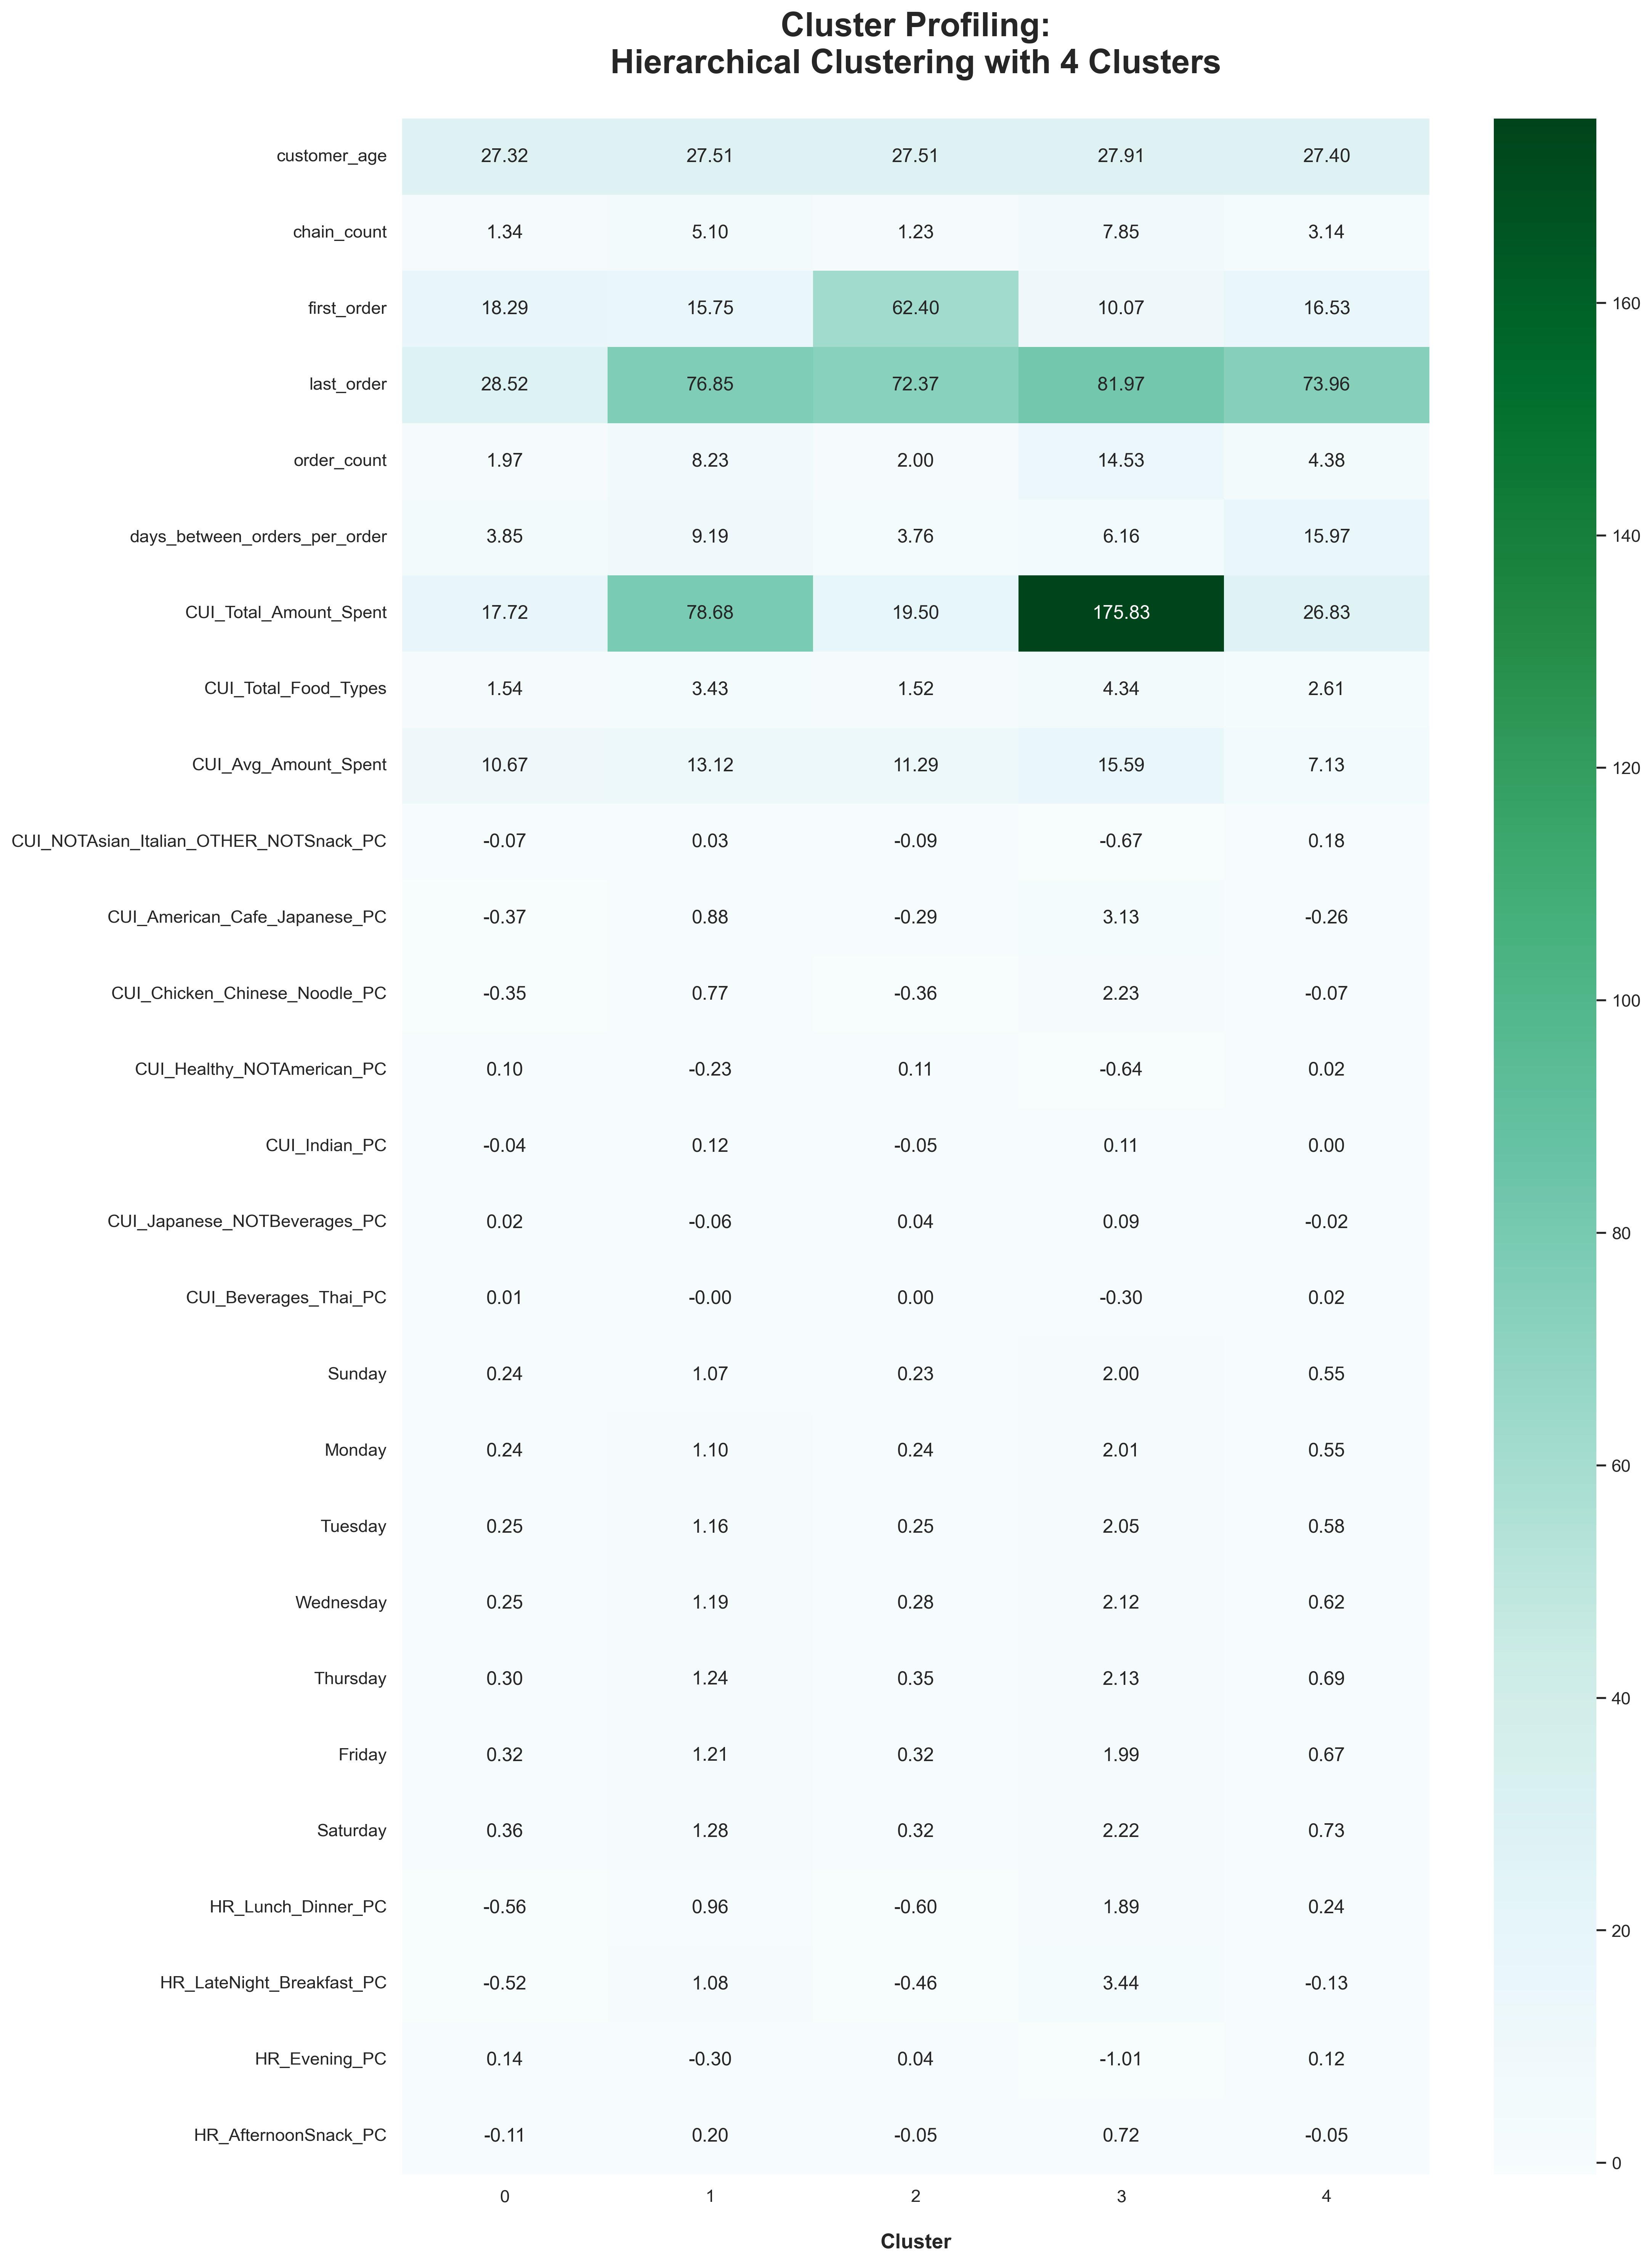 Cluster Profiling:
Hierarchical Clustering with 4 Clusters
customer_age 27.32 27.51 27.51 27.91 27.40
chain_count 1.34 5.10 1.23 7.85 3.14
first_order 18.29 15.75 62.40 10.07 16.53
last_order 28.52 76.85 72.37 81.97 73.96
order_count 1.97 8.23 2.00 14.53 4.38
days_between_orders_per_order 3.85 9.19 3.76 6.16 15.97
CUI_Total_Amount_Spent 17.72 78.68 19.50 175.83 26.83
CUI_Total_Food_Types 1.54 3.43 1.52 4.34 2.61
CUI_Avg_Amount_Spent 10.67 13.12 11.29 15.59 7.13
CUI_NOTAsian_Italian_OTHER_NOTSnack_PC -0.07 0.03 -0.09 -0.67 0.18
CUI_American_Cafe_Japanese_PC -0.37 0.88 -0.29 3.13 -0.26
CUI_Chicken_Chinese_Noodle_PC -0.35 0.77 -0.36 2.23 -0.07
CUI_Healthy_NOTAmerican_PC 0.10 -0.23 0.11 -0.64 0.02
CUI_Indian_PC -0.04 0.12 -0.05 0.11 0.00
CUI_Japanese_NOTBeverages_PC 0.02 -0.06 0.04 0.09 -0.02
CUI_Beverages_Thai_PC 0.01 -0.00 0.00 -0.30 0.02
Sunday 0.24 1.07 0.23 2.00 0.55
Monday 0.24 1.10 0.24 2.01 0.55
Tuesday 0.25 1.16 0.25 2.05 0.58
Wednesday 0.25 1.19 0.28 2.12 0.62
Thursday 0.30 1.24 0.35 2.13 0.69
Friday 0.32 1.21 0.32 1.99 0.67
Saturday 0.36 1.28 0.32 2.22 0.73
HR_Lunch_Dinner_PC -0.56 0.96 -0.60 1.89 0.24
HR_LateNight_Breakfast_PC -0.52 1.08 -0.46 3.44 -0.13
HR_Evening_PC 0.14 -0.30 0.04 -1.01 0.12
HR_AfternoonSnack_PC -0.11 0.20 -0.05 0.72 -0.05
0 1 2 3 4
Cluster
160
140
120
100
80
60
40
20
0